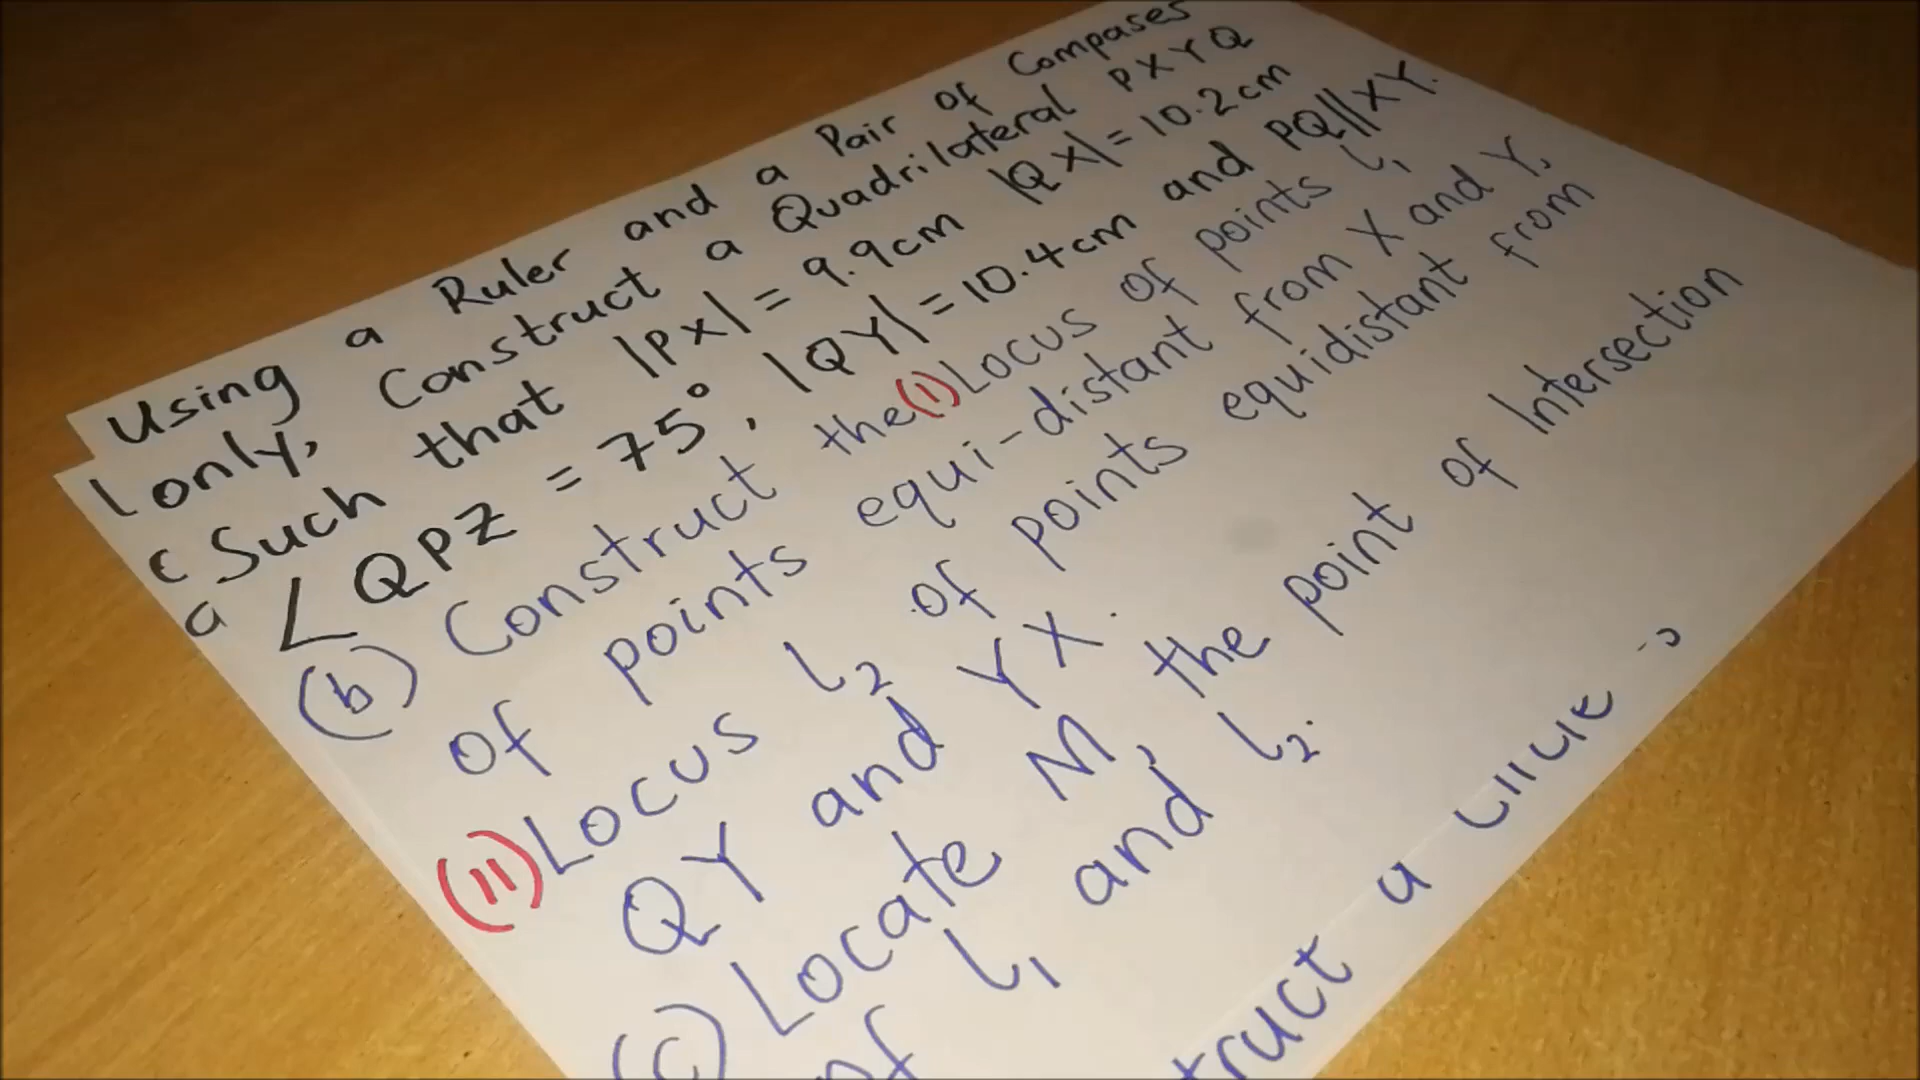 Using a Ruler and a Pair of Compases
only, Construct a Quadrilateral PXYQ
Such that |PX| = 9.9cm |QX| = 10.2cm
∠QPZ = 75°, |QY| = 10.4cm and PQ||XY.
(b) Construct the (i) Locus of points l₁
of points equi-distant from X and Y,
(ii) Locus l₂ of points equidistant from
QY and YX.
(c) Locate M, the point of Intersection
of l₁ and l₂.